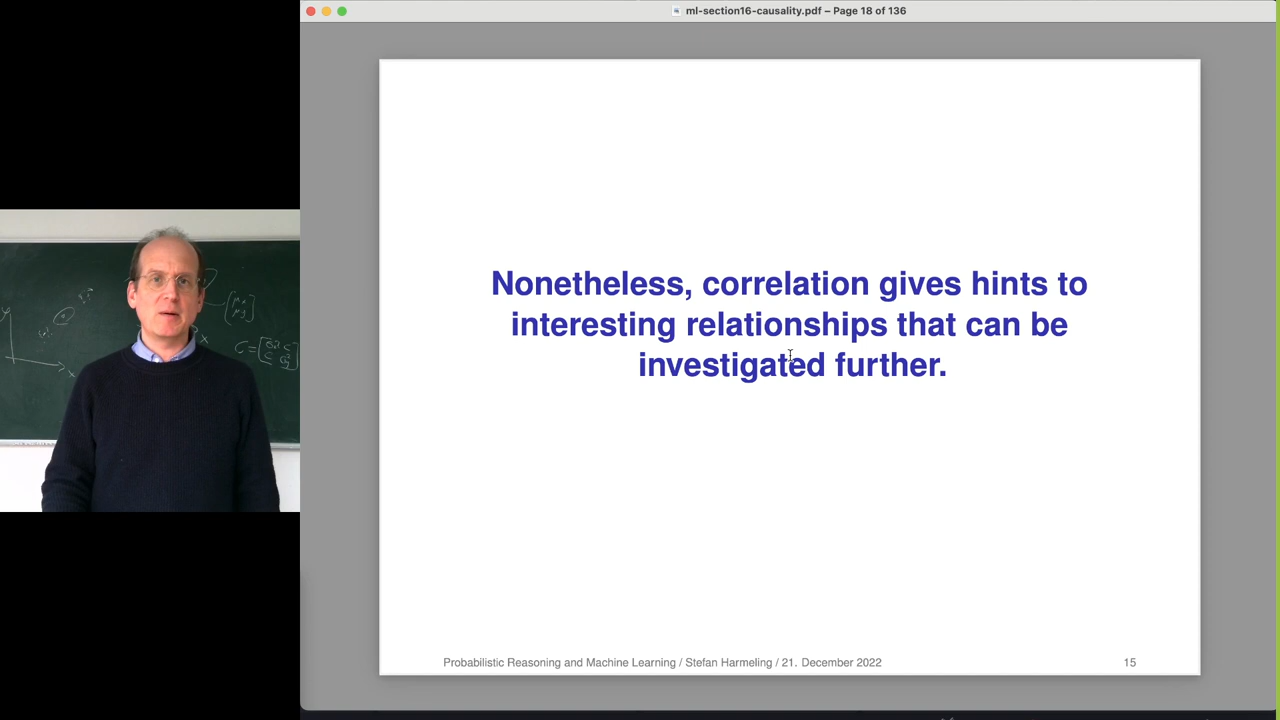 ml-section16-causality.pdf – Page 18 of 136
Nonetheless, correlation gives hints to
interesting relationships that can be
investigated further.
Probabilistic Reasoning and Machine Learning / Stefan Harmeling / 21. December 2022
15